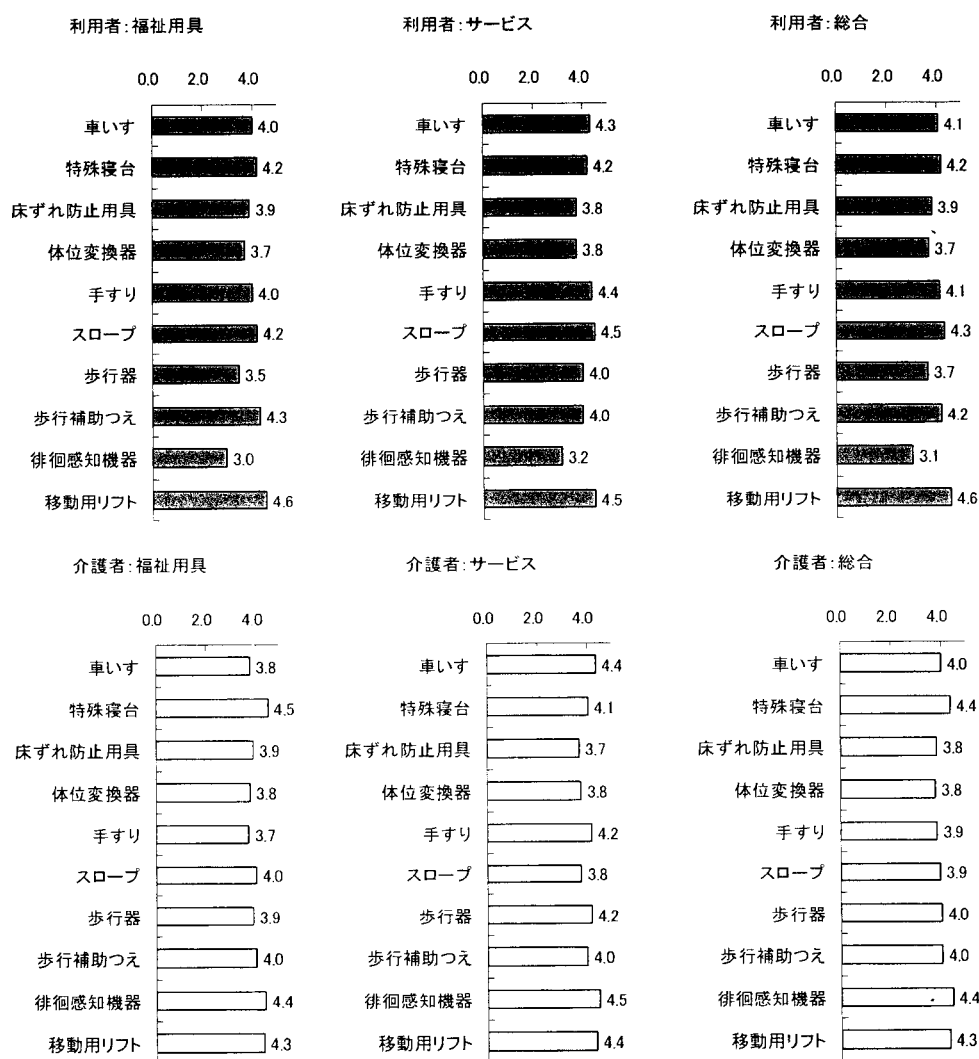 利用者:福祉用具
0.0 2.0 4.0
車いす 4.0
特殊寝台 4.2
床ずれ防止用具 3.9
体位変換器 3.7
手すり 4.0
スロープ 4.2
歩行器 3.5
歩行補助つえ 4.3
徘徊感知機器 3.0
移動用リフト 4.6
利用者:サービス
0.0 2.0 4.0
車いす 4.3
特殊寝台 4.2
床ずれ防止用具 3.8
体位変換器 3.8
手すり 4.4
スロープ 4.5
歩行器 4.0
歩行補助つえ 4.0
徘徊感知機器 3.2
移動用リフト 4.5
利用者:総合
0.0 2.0 4.0
車いす 4.1
特殊寝台 4.2
床ずれ防止用具 3.9
体位変換器 3.7
手すり 4.1
スロープ 4.3
歩行器 3.7
歩行補助つえ 4.2
徘徊感知機器 3.1
移動用リフト 4.6
介護者:福祉用具
0.0 2.0 4.0
車いす 3.8
特殊寝台 4.5
床ずれ防止用具 3.9
体位変換器 3.8
手すり 3.7
スロープ 4.0
歩行器 3.9
歩行補助つえ 4.0
徘徊感知機器 4.4
移動用リフト 4.3
介護者:サービス
0.0 2.0 4.0
車いす 4.4
特殊寝台 4.1
床ずれ防止用具 3.7
体位変換器 3.8
手すり 4.2
スロープ 3.8
歩行器 4.2
歩行補助つえ 4.0
徘徊感知機器 4.5
移動用リフト 4.4
介護者:総合
0.0 2.0 4.0
車いす 4.0
特殊寝台 4.4
床ずれ防止用具 3.8
体位変換器 3.8
手すり 3.9
スロープ 3.9
歩行器 4.0
歩行補助つえ 4.0
徘徊感知機器 4.4
移動用リフト 4.3